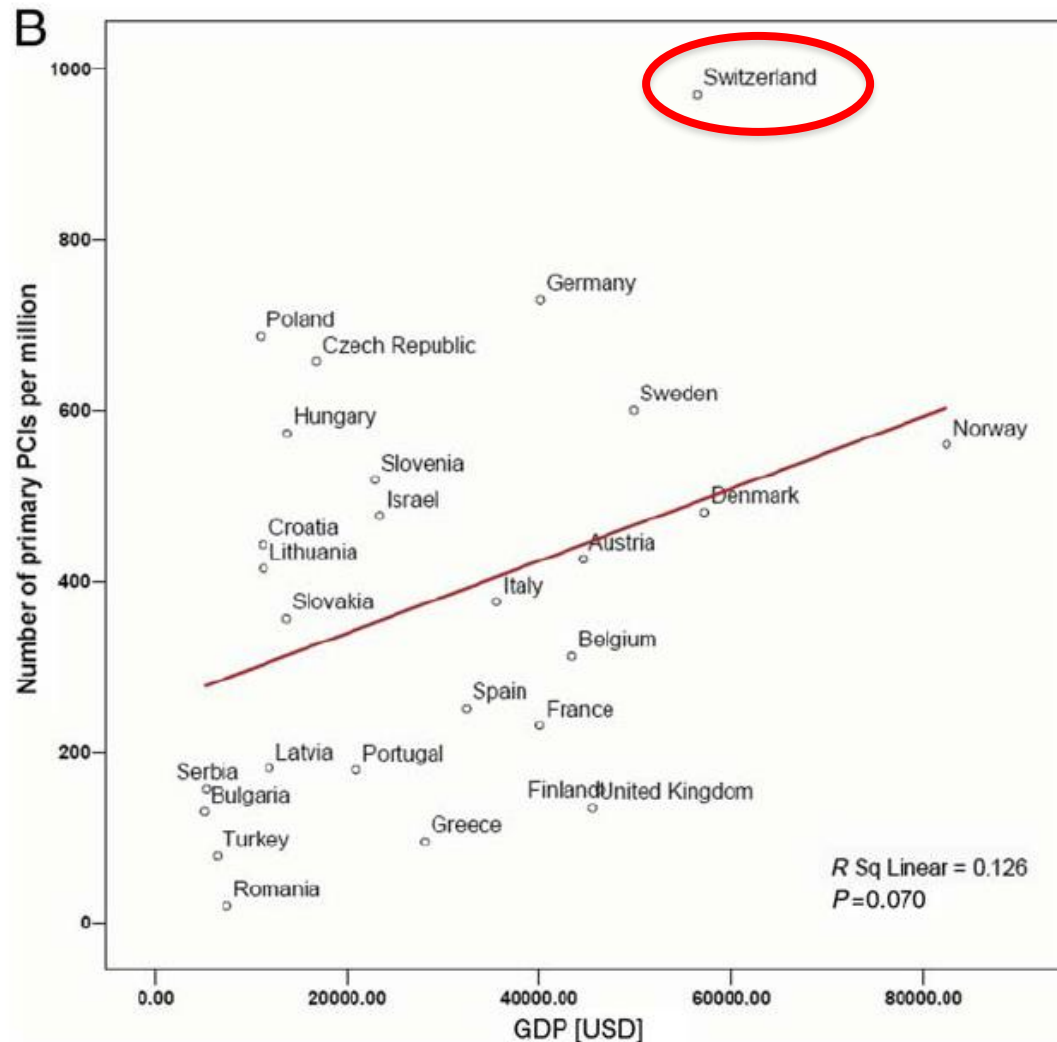 B
1000
Switzerland
800
Germany
Poland
Czech Republic
Sweden
600
Hungary
Norway
Slovenia
Israel
Denmark
Croatia
Austria
Lithuania
400
Italy
Slovakia
Belgium
Spain
France
200
Latvia
Portugal
Serbia
Finland
United Kingdom
Bulgaria
Greece
Turkey
R Sq Linear = 0.126
Romania
P=0.070
0
Number of primary PCIs per million
0.00
20000.00
40000.00
60000.00
80000.00
GDP [USD]